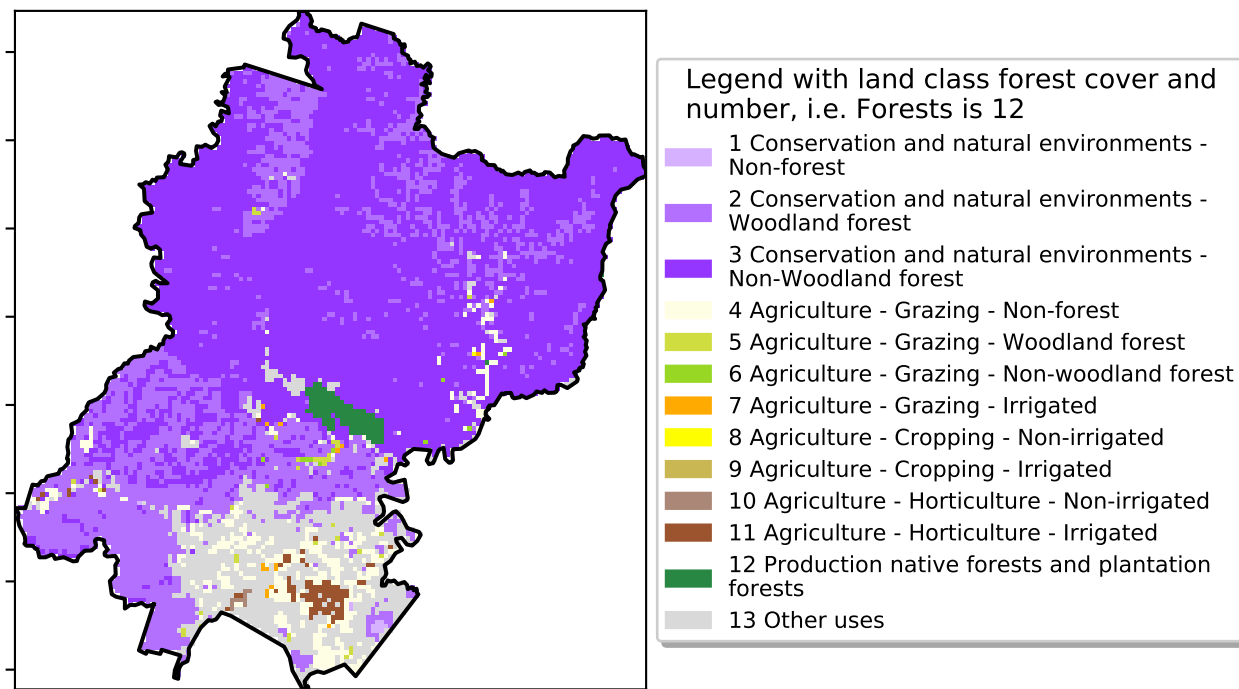 Legend with land class forest cover and
number, i.e. Forests is 12
1 Conservation and natural environments -
Non-forest
2 Conservation and natural environments -
Woodland forest
3 Conservation and natural environments -
Non-Woodland forest
4 Agriculture - Grazing - Non-forest
5 Agriculture - Grazing - Woodland forest
6 Agriculture - Grazing - Non-woodland forest
7 Agriculture - Grazing - Irrigated
8 Agriculture - Cropping - Non-irrigated
9 Agriculture - Cropping - Irrigated
10 Agriculture - Horticulture - Non-irrigated
11 Agriculture - Horticulture - Irrigated
12 Production native forests and plantation
forests
13 Other uses